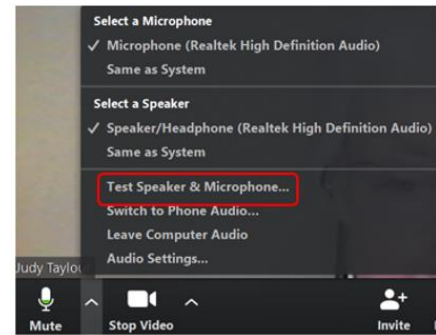 Select a Microphone
✓ Microphone (Realtek High Definition Audio)
Same as System
Select a Speaker
✓ Speaker/Headphone (Realtek High Definition Audio)
Same as System
Test Speaker & Microphone...
Switch to Phone Audio...
Leave Computer Audio
Audio Settings...
Judy Taylo
Mute
Stop Video
Invite